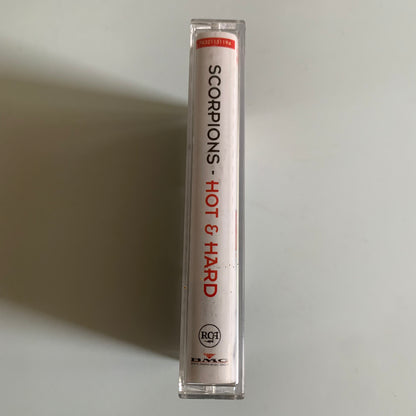 SCORPIONS - HOT & HARD
RCA
BMG